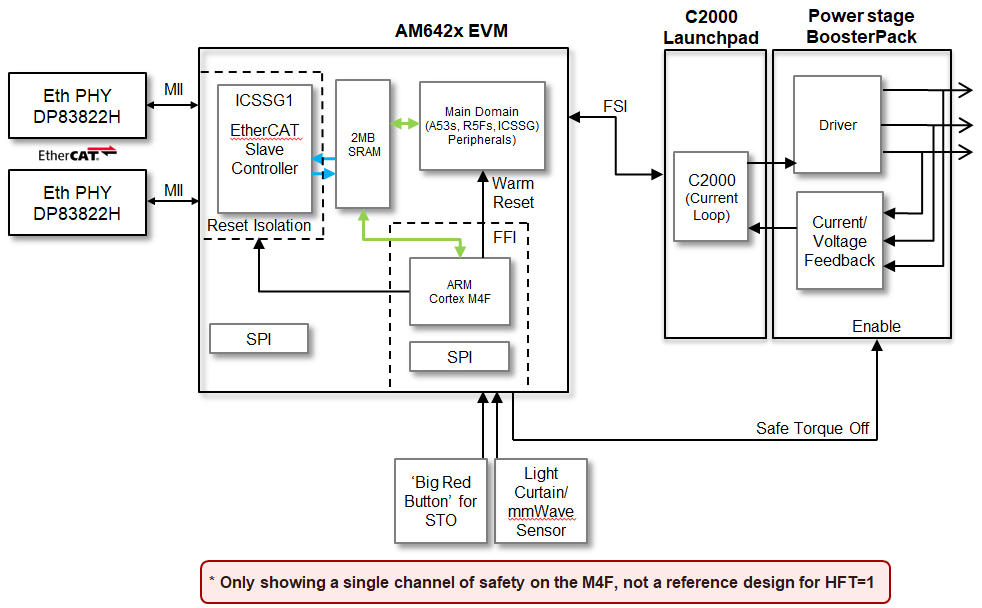 AM642x EVM
C2000
Launchpad
Power stage
BoosterPack
Eth PHY
DP83822H
MII
EtherCAT
Eth PHY
DP83822H
MII
ICSSG1
EtherCAT
Slave
Controller
Reset Isolation
2MB
SRAM
Main Domain
(A53s, R5Fs, ICSSG)
Peripherals)
Warm
Reset
FFI
ARM
Cortex M4F
SPI
SPI
FSI
C2000
(Current
Loop)
Driver
Current/
Voltage
Feedback
Enable
Safe Torque Off
‘Big Red
Button’ for
STO
Light
Curtain/
mmWave
Sensor
* Only showing a single channel of safety on the M4F, not a reference design for HFT=1